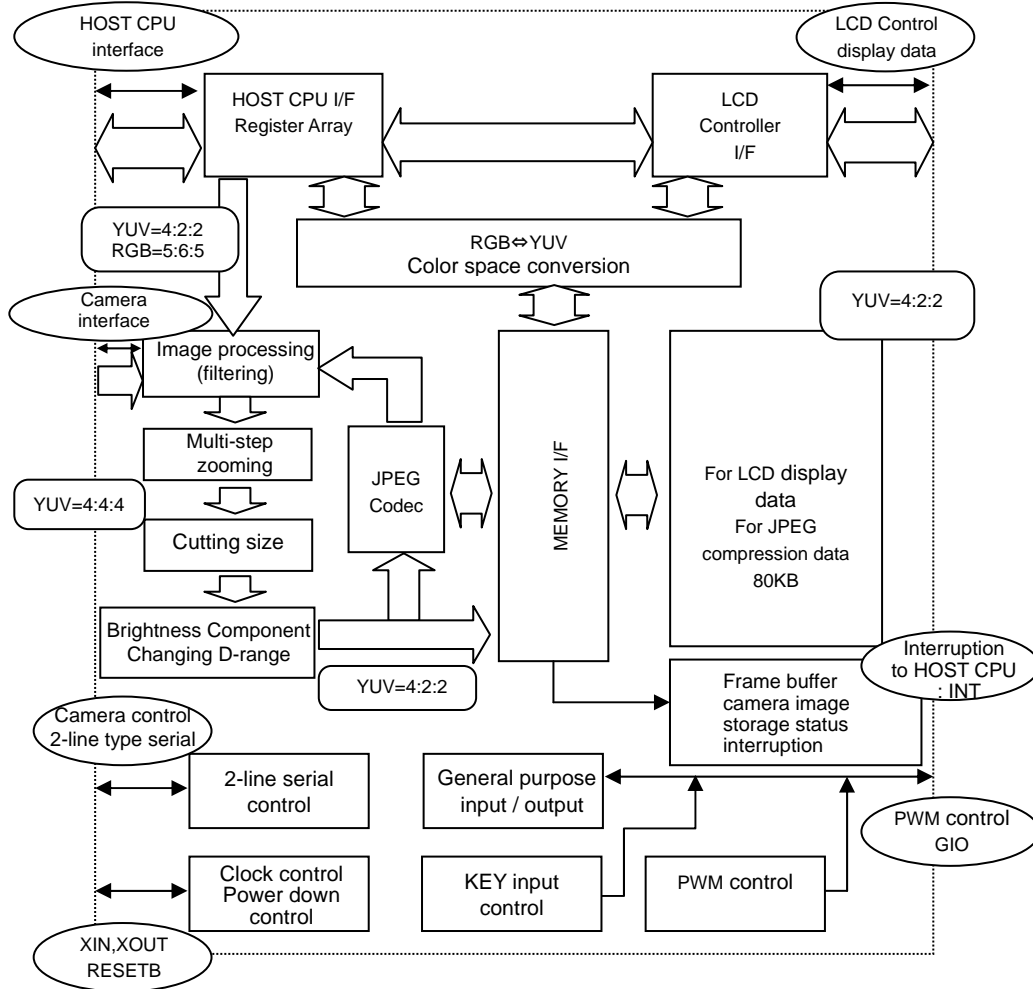 HOST CPU
interface
LCD Control
display data
HOST CPU I/F
Register Array
LCD
Controller
I/F
YUV=4:2:2
RGB=5:6:5
RGB⇔YUV
Color space conversion
YUV=4:2:2
Camera
interface
Image processing
(filtering)
Multi-step
zooming
YUV=4:4:4
Cutting size
Brightness Component
Changing D-range
YUV=4:2:2
JPEG
Codec
MEMORY I/F
For LCD display
data
For JPEG
compression data
80KB
Interruption
to HOST CPU
: INT
Frame buffer
camera image
storage status
interruption
Camera control
2-line type serial
2-line serial
control
General purpose
input / output
PWM control
GIO
Clock control
Power down
control
KEY input
control
PWM control
XIN,XOUT
RESETB